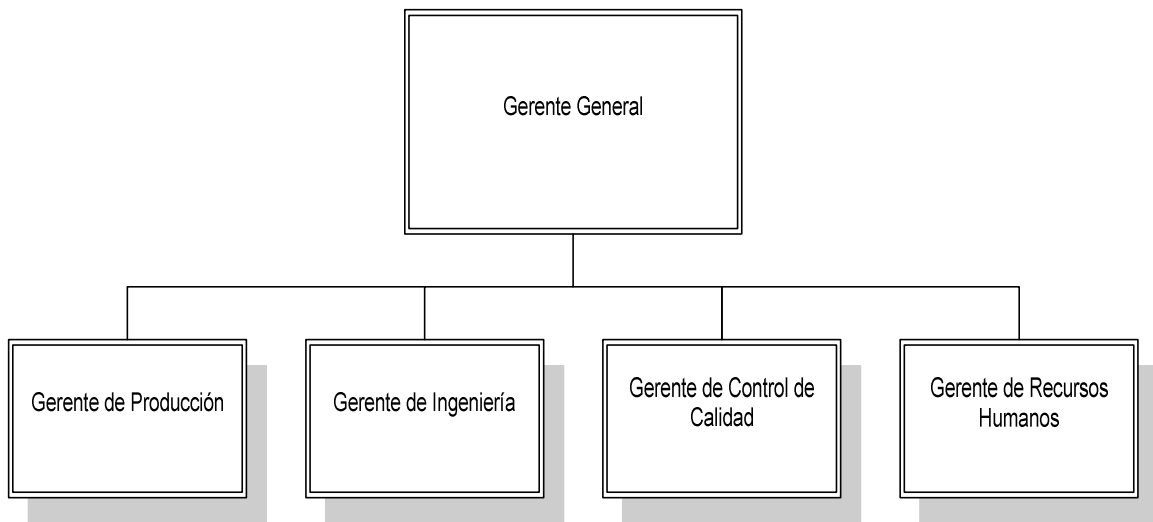 Gerente General
Gerente de Producción
Gerente de Ingeniería
Gerente de Control de
Calidad
Gerente de Recursos
Humanos